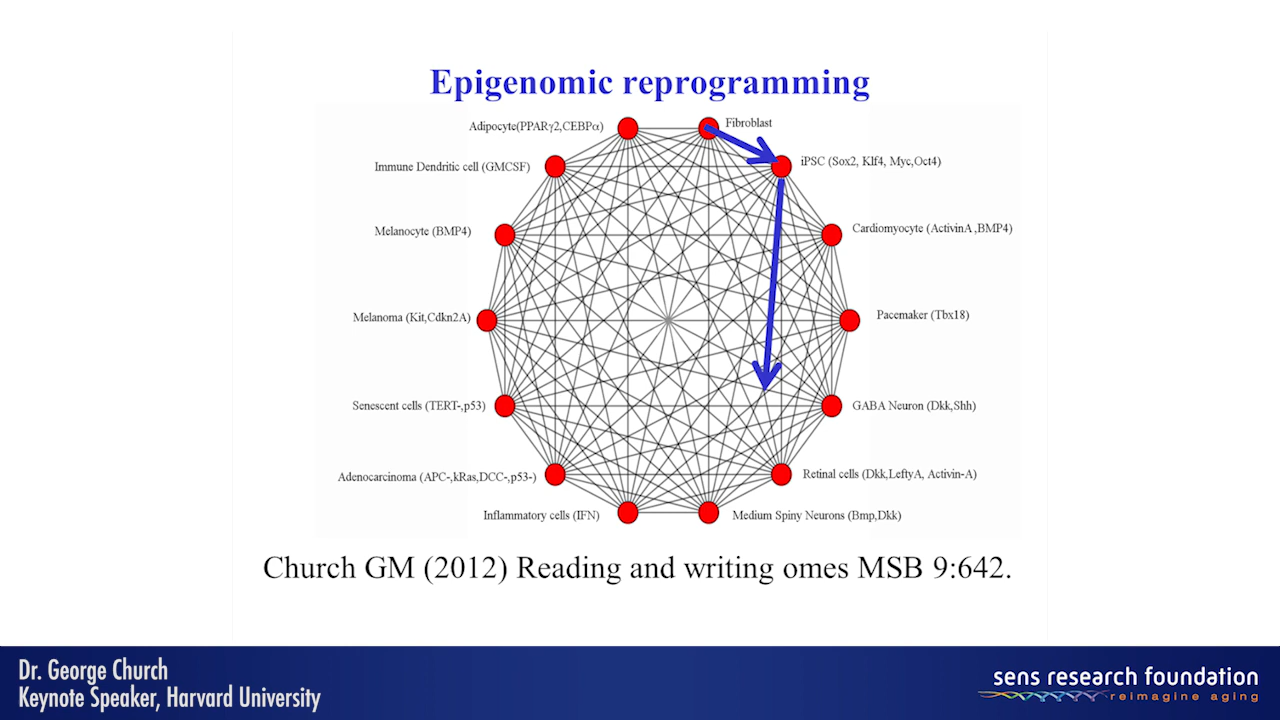 Epigenomic reprogramming
Adipocyte(PPARγ2,CEBPα)
Fibroblast
Immune Dendritic cell (GMCSF)
iPSC (Sox2, Klf4, Myc,Oct4)
Melanocyte (BMP4)
Cardiomyocyte (ActivinA ,BMP4)
Melanoma (Kit,Cdkn2A)
Pacemaker (Tbx18)
Senescent cells (TERT-,p53)
GABA Neuron (Dkk,Shh)
Adenocarcinoma (APC-,kRas,DCC-,p53-)
Retinal cells (Dkk,LeftyA, Activin-A)
Inflammatory cells (IFN)
Medium Spiny Neurons (Bmp,Dkk)
Church GM (2012) Reading and writing omes MSB 9:642.
Dr. George Church
Keynote Speaker, Harvard University
sens research foundation
reimagine aging